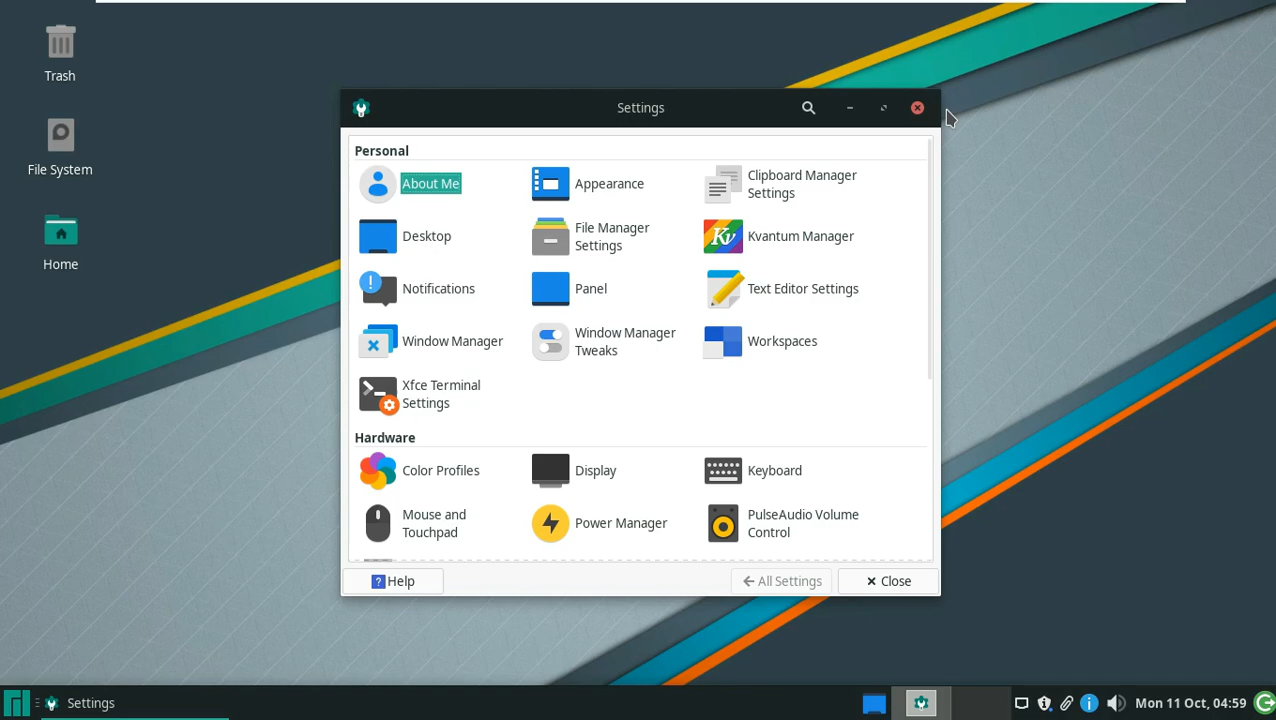 Trash
File System
Home
Settings
Personal
About Me
Appearance
Clipboard Manager
Settings
Desktop
File Manager
Settings
Kv
Kvantum Manager
Notifications
Panel
Text Editor Settings
Window Manager
Window Manager
Tweaks
Workspaces
Xfce Terminal
Settings
Hardware
Color Profiles
Display
Keyboard
Mouse and
Touchpad
Power Manager
PulseAudio Volume
Control
? Help
All Settings
Close
Settings
Mon 11 Oct, 04:59